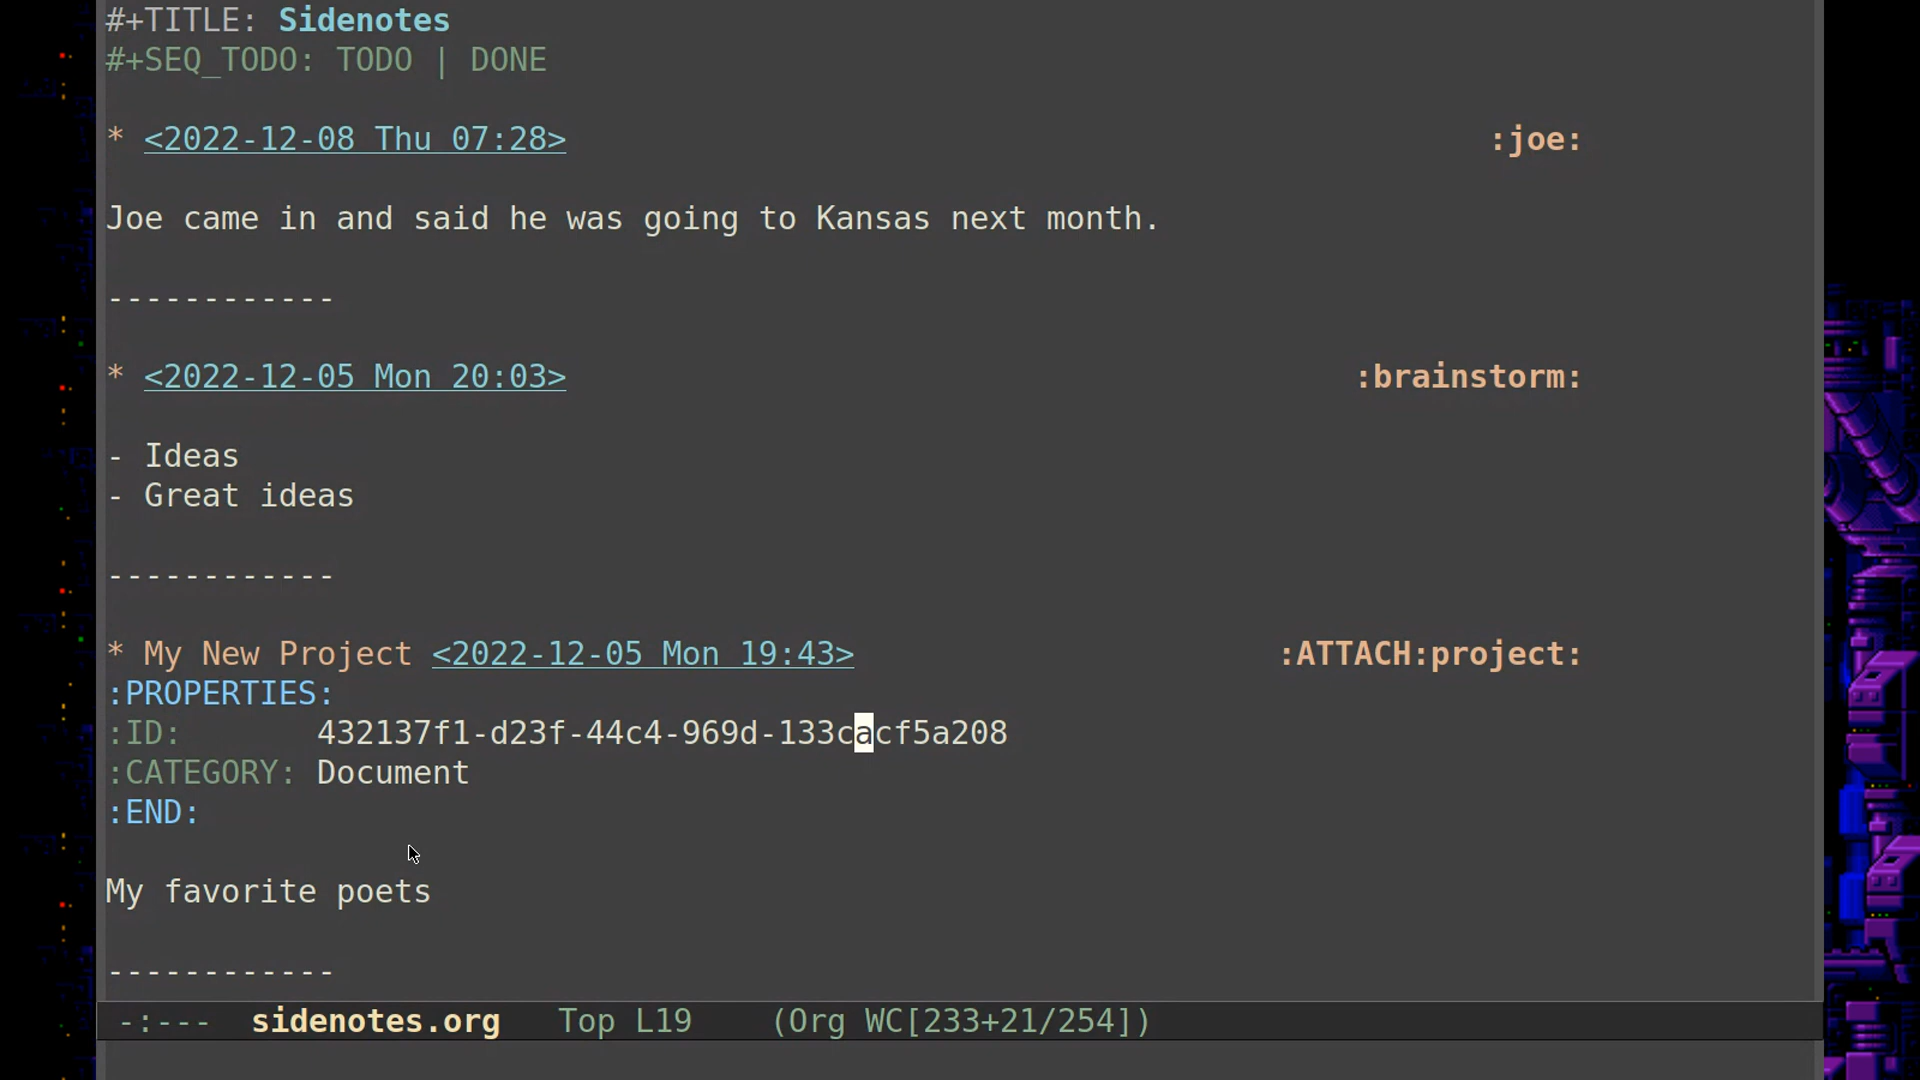 #+TITLE: Sidenotes
#+SEQ_TODO: TODO | DONE
* <2022-12-08 Thu 07:28> :joe:
Joe came in and said he was going to Kansas next month.
------------
* <2022-12-05 Mon 20:03> :brainstorm:
- Ideas
- Great ideas
------------
* My New Project <2022-12-05 Mon 19:43> :ATTACH:project:
:PROPERTIES:
:ID: 432137f1-d23f-44c4-969d-133cacf5a208
:CATEGORY: Document
:END:
My favorite poets
------------
-:--- sidenotes.org Top L19 (Org WC[233+21/254])